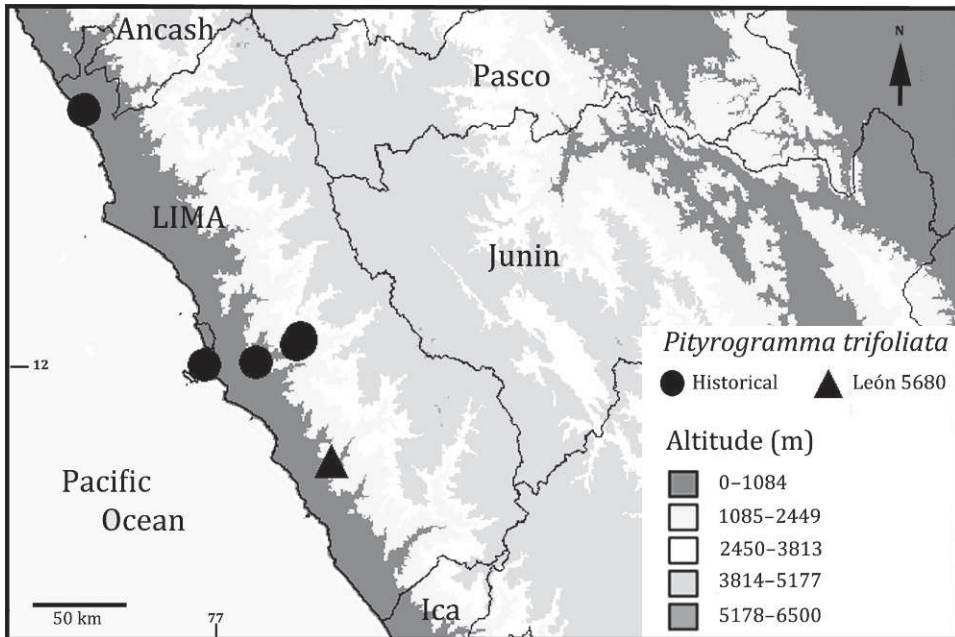 Ancash
Pasco
N
LIMA
Junin
12
Pacific
Ocean
50 km
77
Ica
Pityrogramma trifoliata
Historical León 5680
Altitude (m)
0–1084
1085–2449
2450–3813
3814–5177
5178–6500